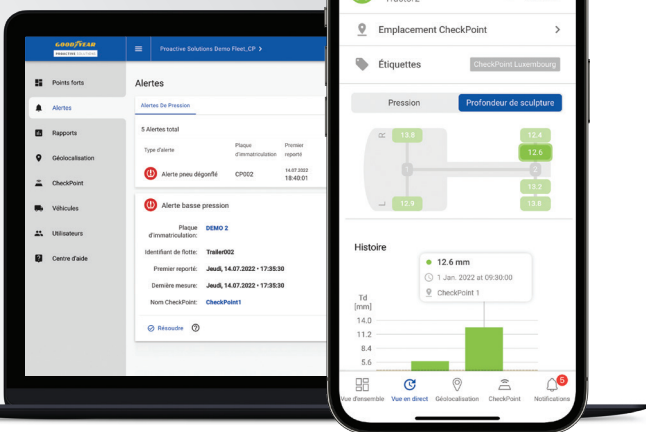 GOODYEAR
PROACTIVE SOLUTIONS
Proactive Solutions Demo Fleet_CP >
Points forts
Alertes
Rapports
Géolocalisation
CheckPoint
Véhicules
Utilisateurs
Centre d'aide
Alertes
Alertes De Pression
5 Alertes total
Type d'alerte
Plaque d'immatriculation
Premier reporté
Alerte pneu dégonflé
CP002
14.07.2022
18:40:01
Alerte basse pression
Plaque d'immatriculation:
DEMO 2
Identifiant de flotte: Trailer002
Premier reporté: Jeudi, 14.07.2022 • 17:35:30
Dernière mesure: Jeudi, 14.07.2022 • 17:35:30
Nom CheckPoint: CheckPoint1
Résoudre
Emplacement CheckPoint >
Étiquettes
CheckPoint Luxembourg
Pression
Profondeur de sculpture
R
13.0
12.4
12.6
1
2
13.2
L
12.9
13.8
Histoire
12.6 mm
1 Jan. 2022 at 09:30:00
CheckPoint 1
Td
[mm]
14.0
11.2
8.4
5.6
5
Vue d'ensemble
Vue en direct
Géolocalisation
CheckPoint
Notifications